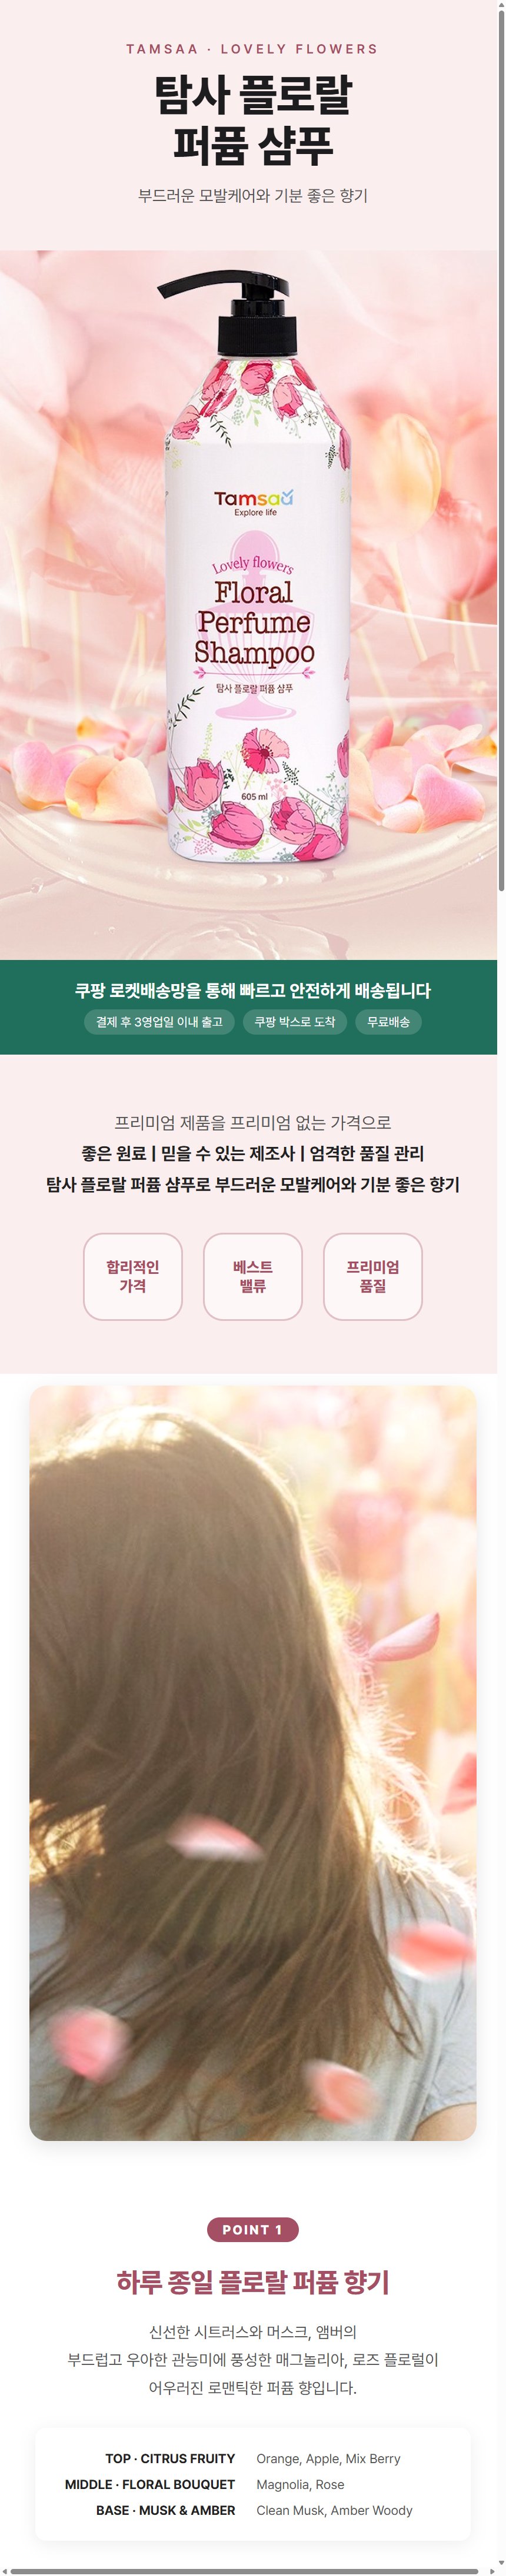 TAMSAA · LOVELY FLOWERS
탐사 플로랄
퍼퓸 샴푸
부드러운 모발케어와 기분 좋은 향기
Tamsaa
Explore life
Lovely flowers
Floral
Perfume
Shampoo
탐사 플로랄 퍼퓸 샴푸
605 ml
쿠팡 로켓배송망을 통해 빠르고 안전하게 배송됩니다
결제 후 3영업일 이내 출고
쿠팡 박스로 도착
무료배송
프리미엄 제품을 프리미엄 없는 가격으로
좋은 원료 | 믿을 수 있는 제조사 | 엄격한 품질 관리
탐사 플로랄 퍼퓸 샴푸로 부드러운 모발케어와 기분 좋은 향기
합리적인
가격
베스트
밸류
프리미엄
품질
POINT 1
하루 종일 플로랄 퍼퓸 향기
신선한 시트러스와 머스크, 앰버의
부드럽고 우아한 관능미에 풍성한 매그놀리아, 로즈 플로럴이
어우러진 로맨틱한 퍼퓸 향입니다.
TOP · CITRUS FRUITY Orange, Apple, Mix Berry
MIDDLE · FLORAL BOUQUET Magnolia, Rose
BASE · MUSK & AMBER Clean Musk, Amber Woody